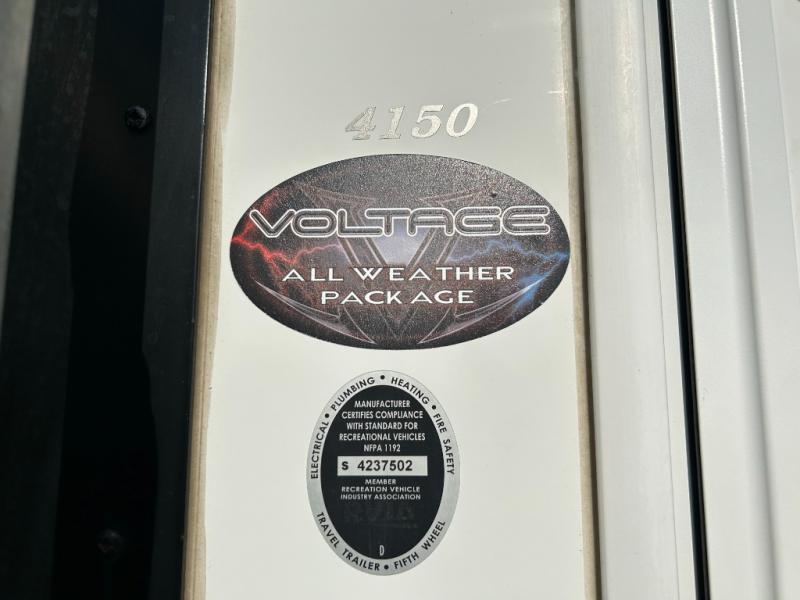 4150
VOLTAGE
ALL WEATHER
PACKAGE
ELECTRICAL • PLUMBING • HEATING • FIRE SAFETY
MANUFACTURER
CERTIFIES COMPLIANCE
WITH STANDARD FOR
RECREATIONAL VEHICLES
NFPA 1192
S 4237502
MEMBER
RECREATION VEHICLE
INDUSTRY ASSOCIATION
RVIA
D
TRAVEL TRAILER • FIFTH WHEEL